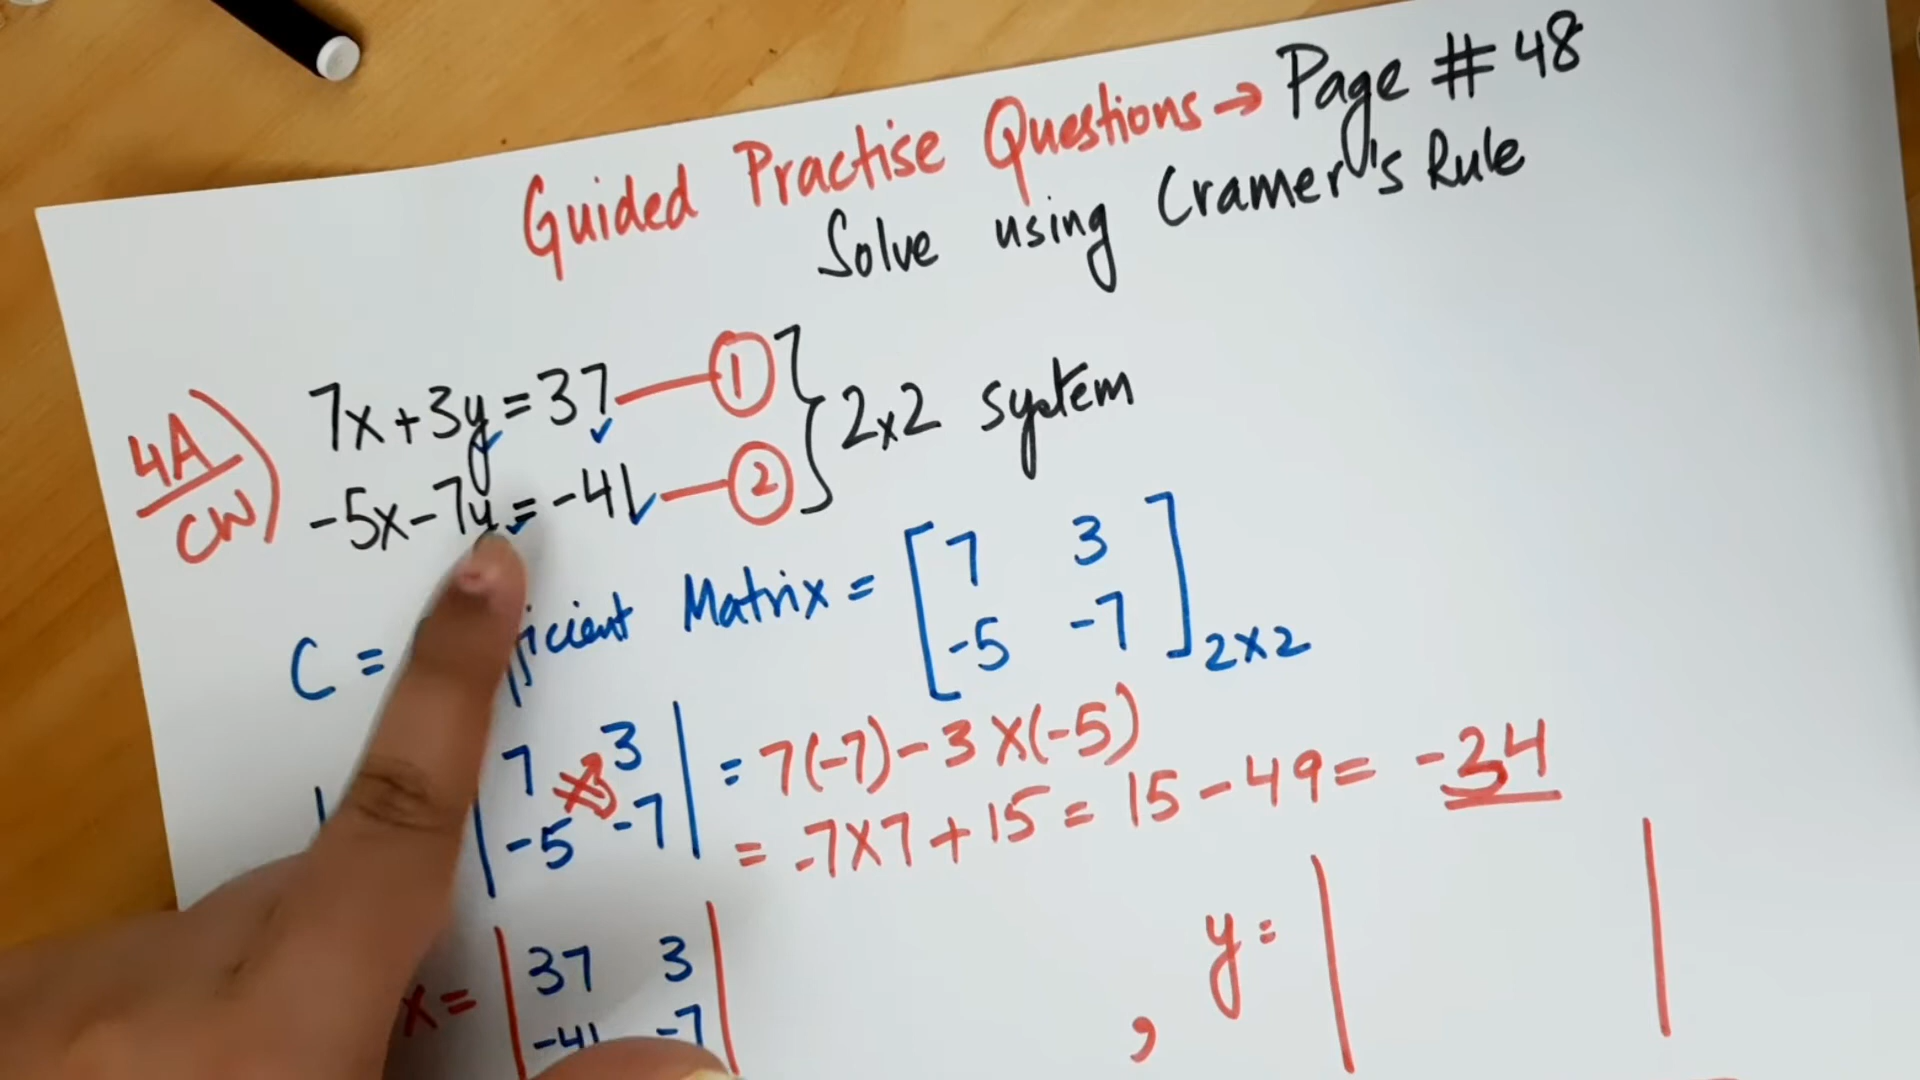 Guided Practise Questions → Page # 48
Solve using Cramer's Rule
4A/CW) 7x+3y=37 — 1
-5x-7y=-41 — 2
} 2x2 system
C = Matrix = [7 3
-5 -7] 2x2
|7 3
-5 -7| = 7(-7)-3x(-5)
= -7x7+15 = 15-49 = -34
x = |37 3
-41 -7|
, y = | |